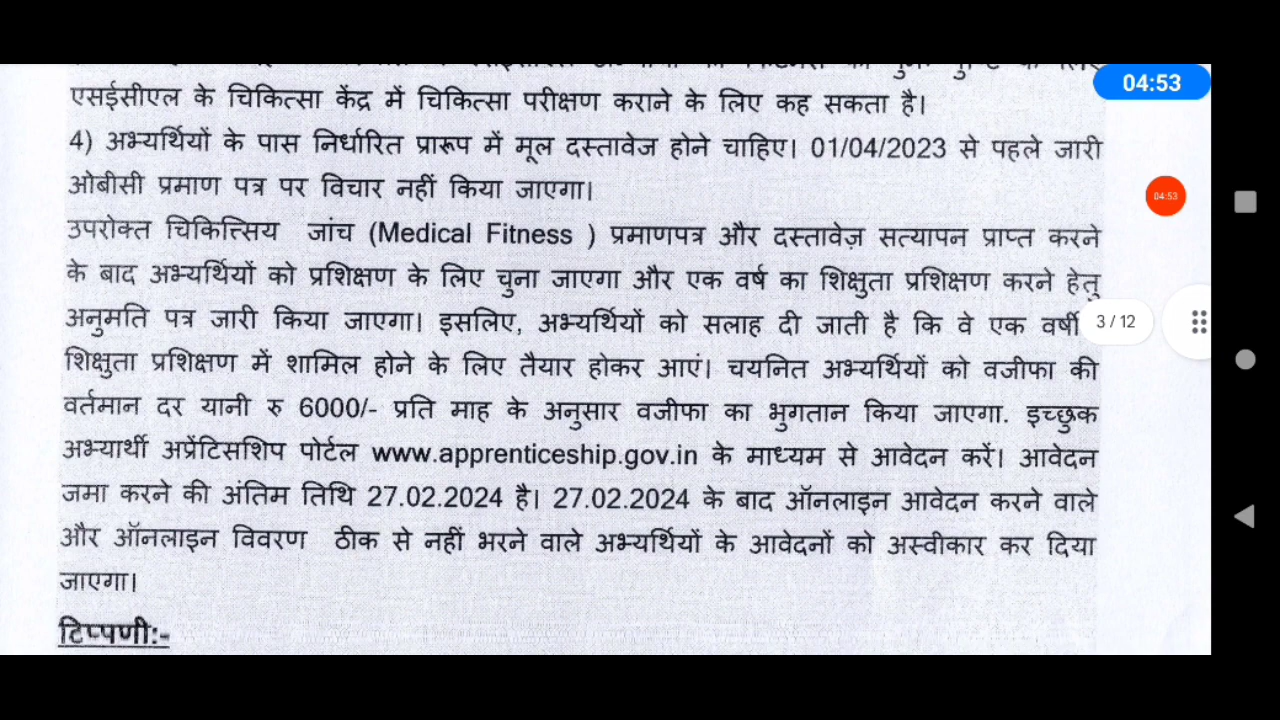 एसईसीएल के चिकित्सा केंद्र में चिकित्सा परीक्षण कराने के लिए कह सकता है।
04:53
4) अभ्यर्थियों के पास निर्धारित प्रारूप में मूल दस्तावेज होने चाहिए। 01/04/2023 से पहले जारी
ओबीसी प्रमाण पत्र पर विचार नहीं किया जाएगा।
04:53
उपरोक्त चिकित्त्सिय जांच (Medical Fitness ) प्रमाणपत्र और दस्तावेज़ सत्यापन प्राप्त करने
के बाद अभ्यर्थियों को प्रशिक्षण के लिए चुना जाएगा और एक वर्ष का शिक्षुता प्रशिक्षण करने हेतु
अनुमति पत्र जारी किया जाएगा। इसलिए, अभ्यर्थियों को सलाह दी जाती है कि वे एक वर्षी
3 / 12
शिक्षुता प्रशिक्षण में शामिल होने के लिए तैयार होकर आएं। चयनित अभ्यर्थियों को वजीफा की
वर्तमान दर यानी रु 6000/- प्रति माह के अनुसार वजीफा का भुगतान किया जाएगा. इच्छुक
अभ्यार्थी अप्रेंटिसशिप पोर्टल www.apprenticeship.gov.in के माध्यम से आवेदन करें। आवेदन
जमा करने की अंतिम तिथि 27.02.2024 है। 27.02.2024 के बाद ऑनलाइन आवेदन करने वाले
और ऑनलाइन विवरण ठीक से नहीं भरने वाले अभ्यर्थियों के आवेदनों को अस्वीकार कर दिया
जाएगा।
टिप्पणी:-